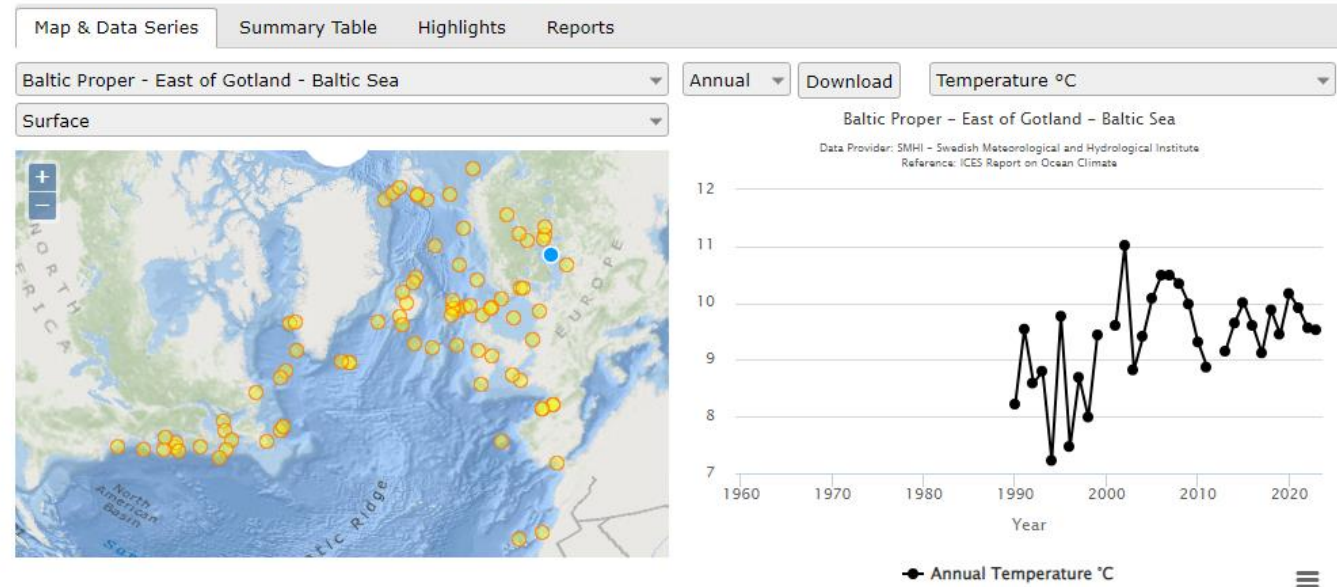 Map & Data Series
Summary Table
Highlights
Reports
Baltic Proper - East of Gotland - Baltic Sea
Annual
Download
Temperature °C
Surface
+
−
NORTH
ERICA
EUROPE
North
American
Basin
tic Ridge
Baltic Proper – East of Gotland – Baltic Sea
Data Provider: SMHI – Swedish Meteorological and Hydrological Institute
Reference: ICES Report on Ocean Climate
12
11
10
9
8
7
1960
1970
1980
1990
2000
2010
2020
Year
Annual Temperature °C